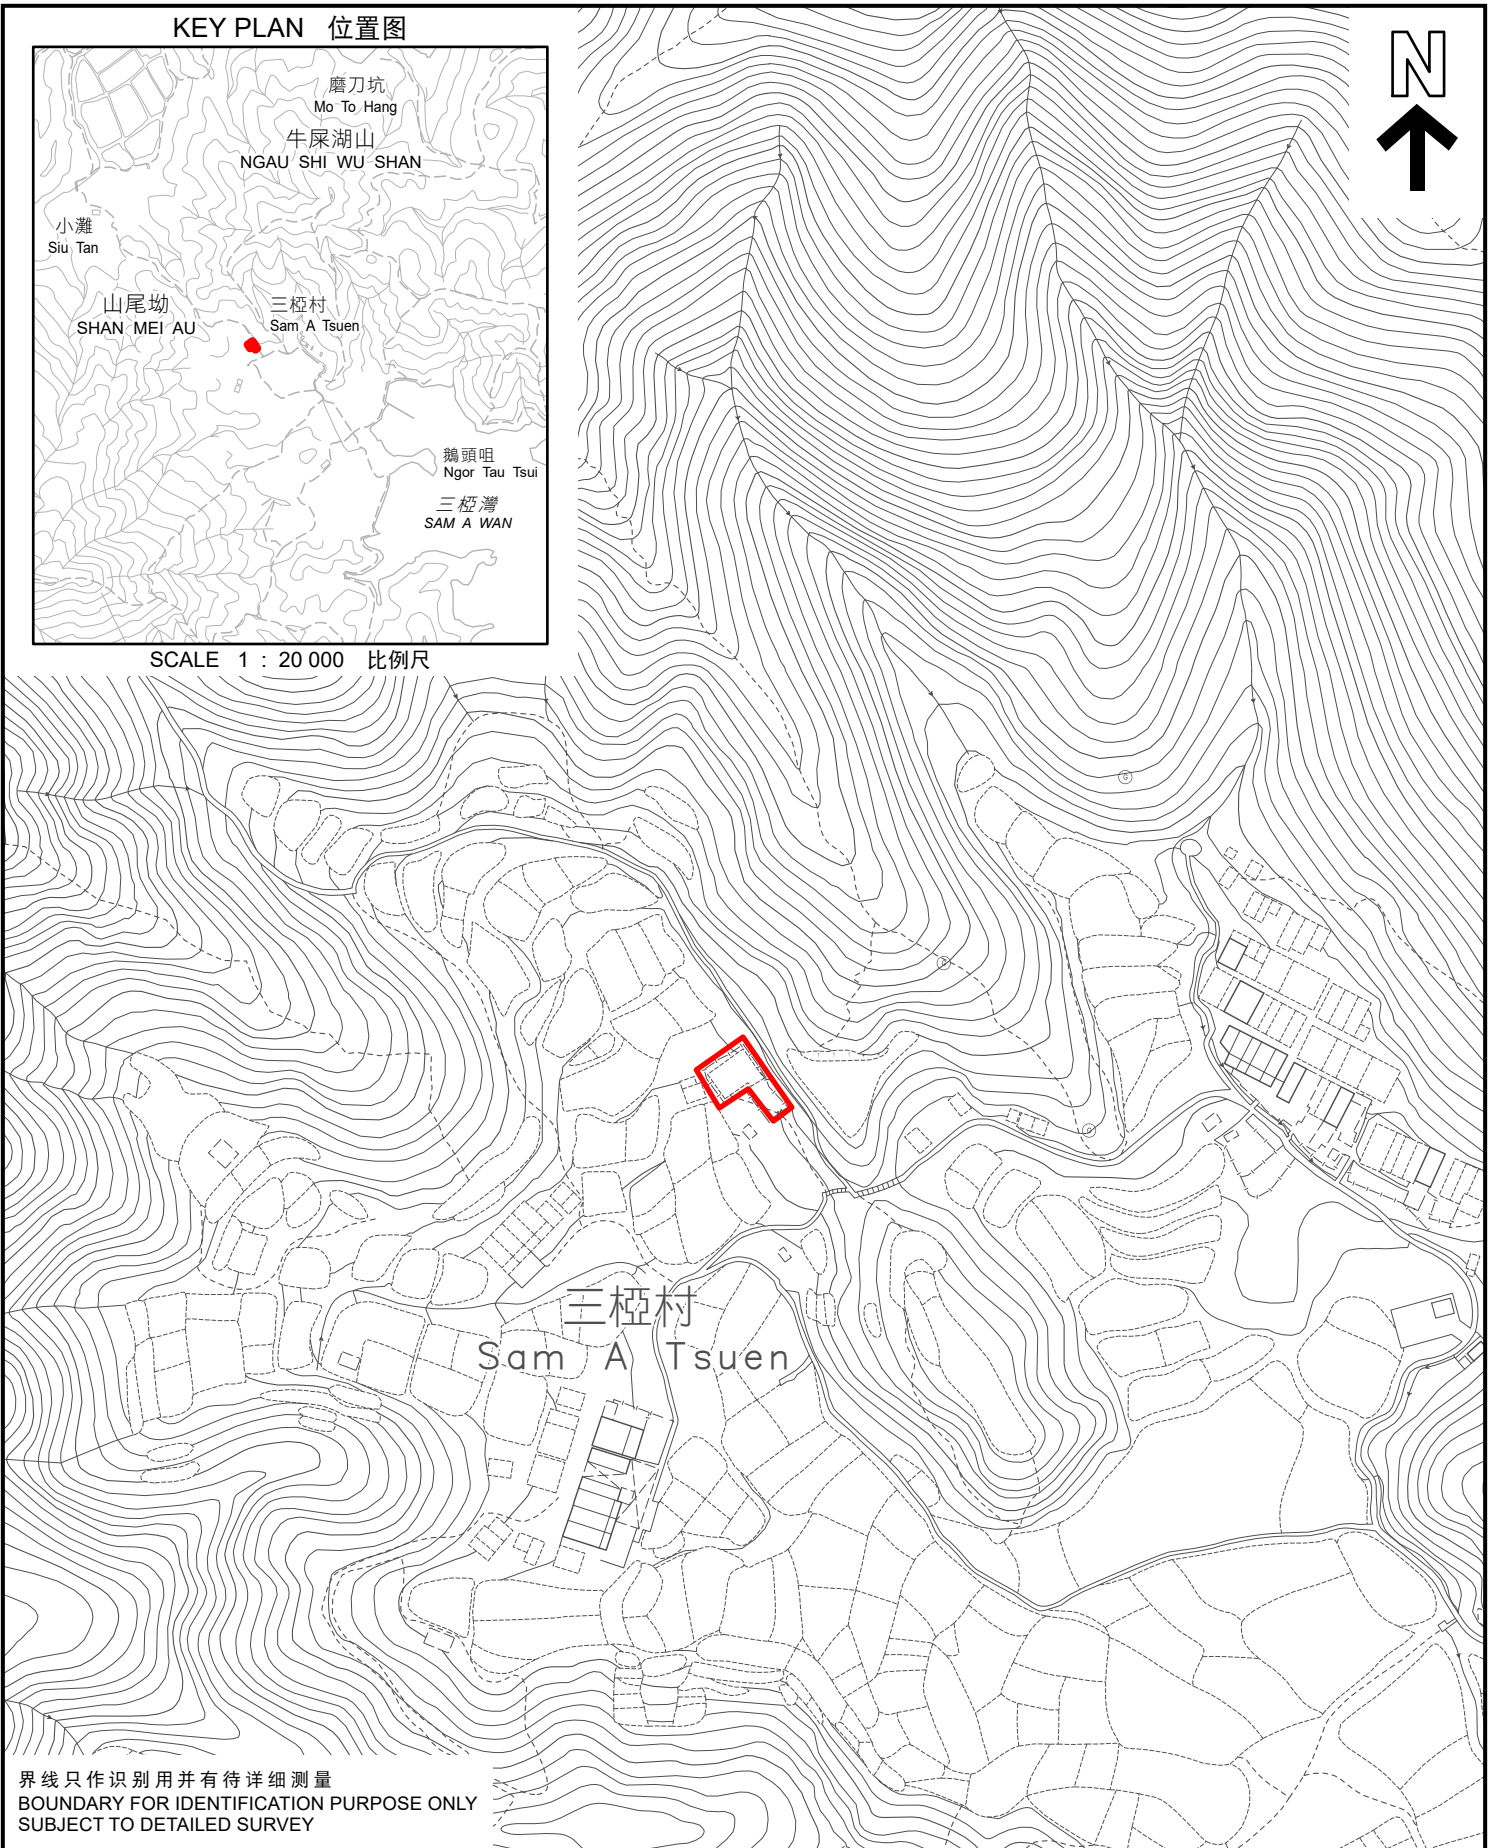 KEY PLAN 位置图
N
磨刀坑
Mo To Hang
牛屎湖山
NGAU SHI WU SHAN
小灘
Siu Tan
山尾坳
SHAN MEI AU
三椏村
Sam A Tsuen
鵝頭咀
Ngor Tau Tsui
三椏灣
SAM A WAN
SCALE 1 : 20 000 比例尺
G
G
G
三椏村
Sam A Tsuen
界线只作识别用并有待详细测量
BOUNDARY FOR IDENTIFICATION PURPOSE ONLY
SUBJECT TO DETAILED SURVEY